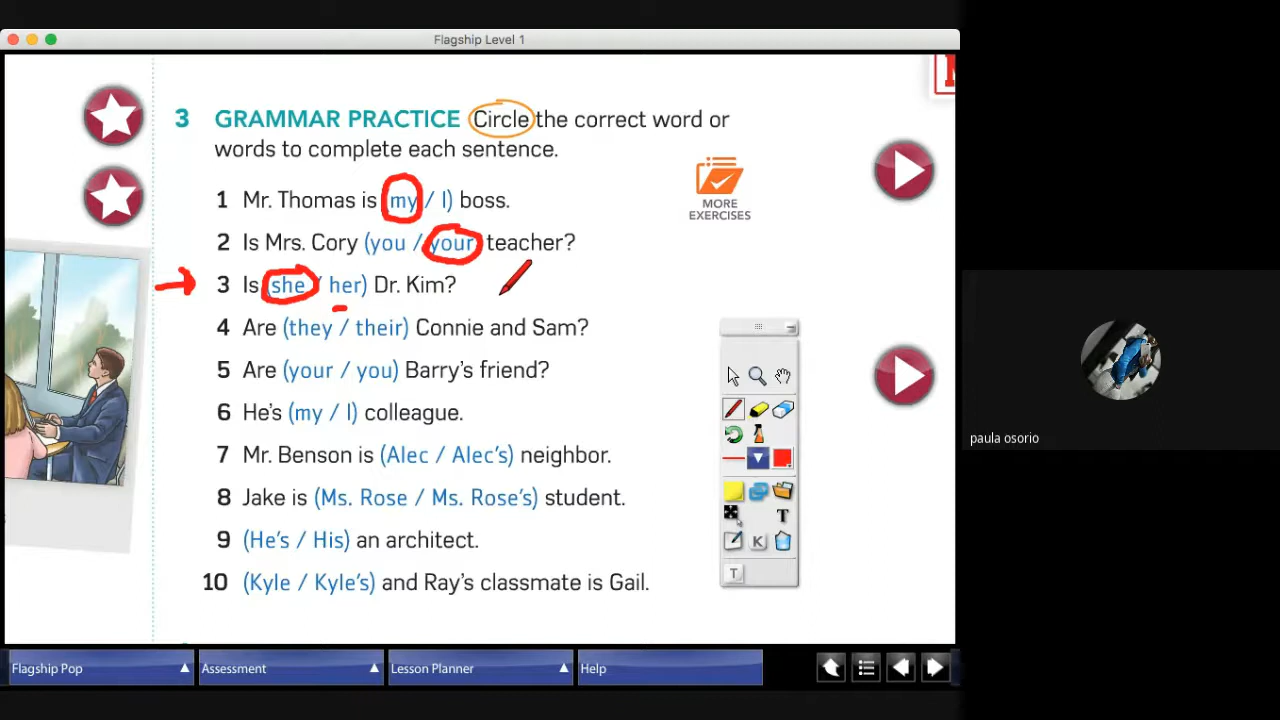 Flagship Level 1
3 GRAMMAR PRACTICE Circle the correct word or
words to complete each sentence.
MORE
EXERCISES
1 Mr. Thomas is (my / I) boss.
2 Is Mrs. Cory (you / your) teacher?
3 Is (she / her) Dr. Kim?
4 Are (they / their) Connie and Sam?
5 Are (your / you) Barry's friend?
6 He's (my / I) colleague.
7 Mr. Benson is (Alec / Alec's) neighbor.
8 Jake is (Ms. Rose / Ms. Rose's) student.
9 (He's / His) an architect.
10 (Kyle / Kyle's) and Ray's classmate is Gail.
T
K
T
paula osorio
Flagship Pop
Assessment
Lesson Planner
Help